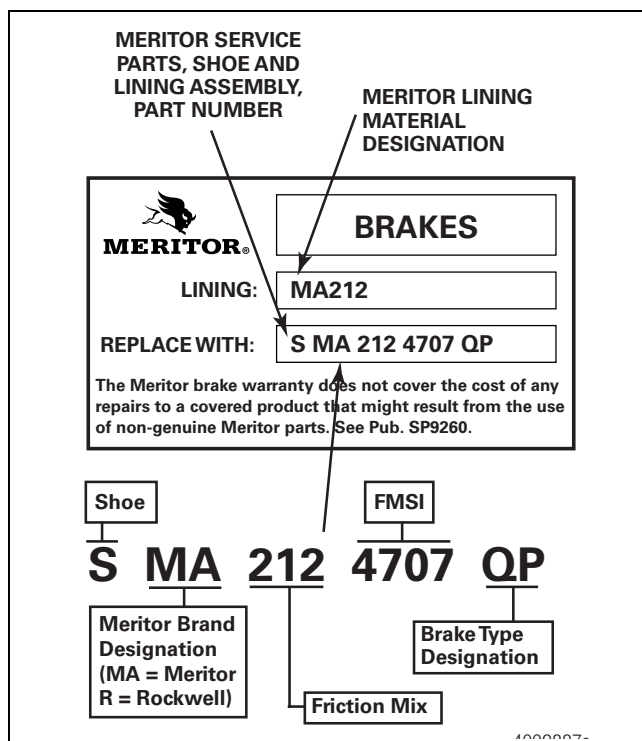 MERITOR SERVICE
PARTS, SHOE AND
LINING ASSEMBLY,
PART NUMBER
MERITOR LINING
MATERIAL
DESIGNATION
MERITOR®
BRAKES
LINING:
MA212
REPLACE WITH:
S MA 212 4707 QP
The Meritor brake warranty does not cover the cost of any
repairs to a covered product that might result from the use
of non-genuine Meritor parts. See Pub. SP9260.
Shoe
FMSI
S MA 212 4707 QP
Meritor Brand
Designation
(MA = Meritor
R = Rockwell)
Brake Type
Designation
Friction Mix